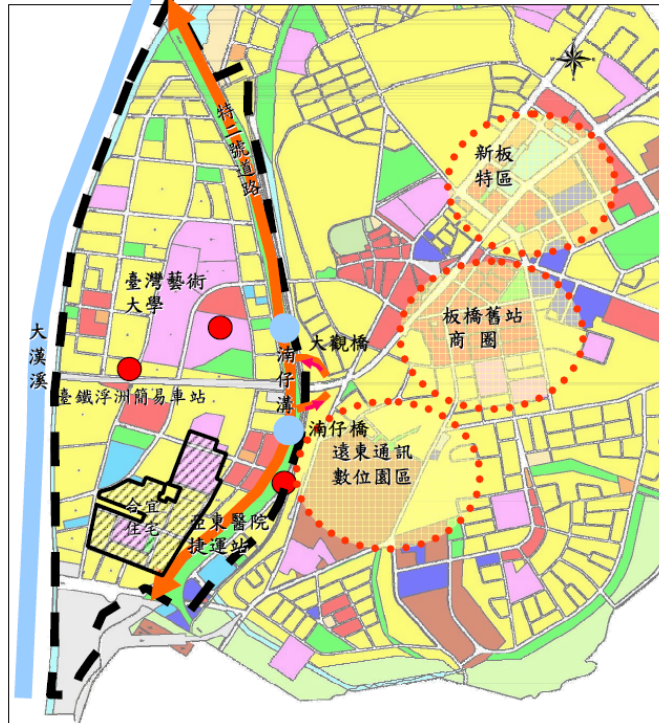 特二號道路
新板
特區
臺灣藝術
大學
大觀橋
板橋舊站
商圈
大漢溪
湳仔溝
臺鐵浮洲簡易車站
湳仔橋
遠東通訊
數位園區
合宜
住宅
亞東醫院
捷運站